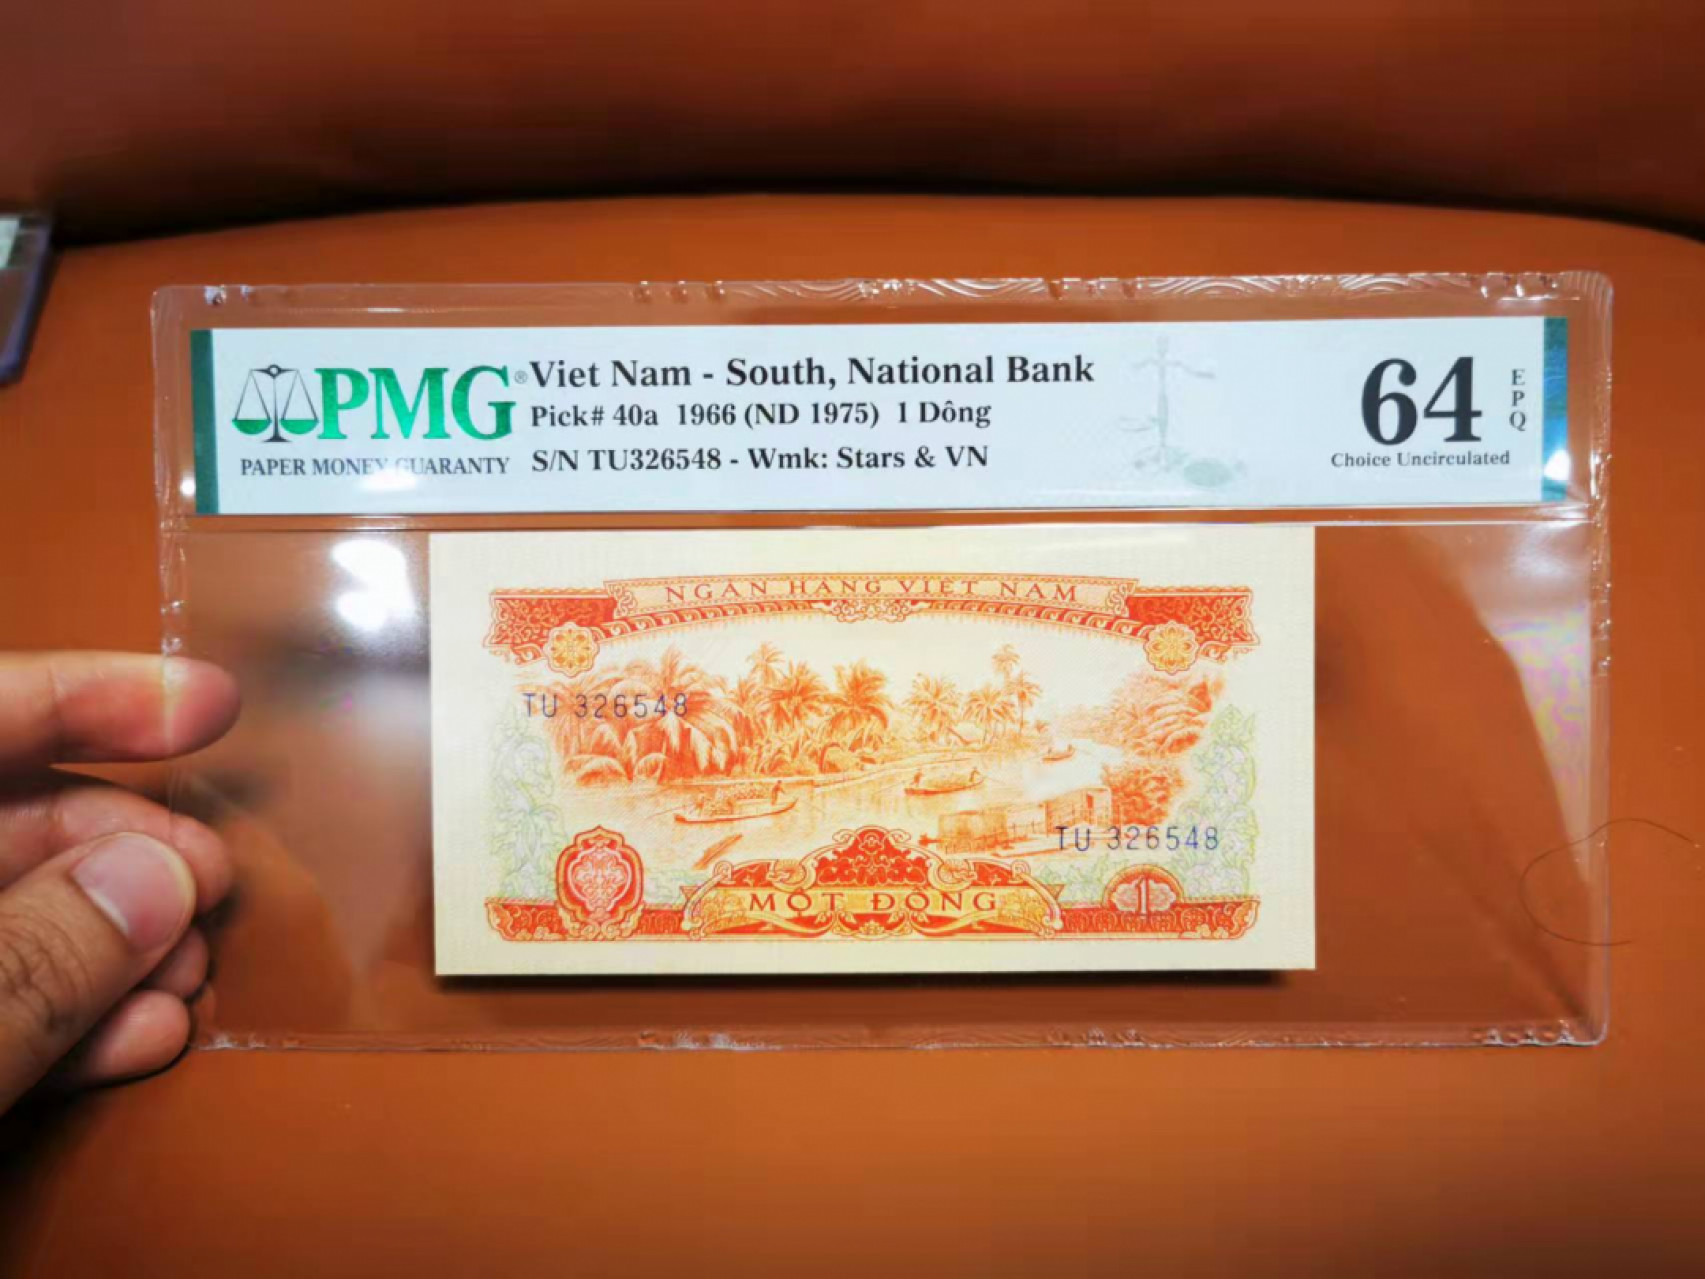 PMG®
PAPER MONEY GUARANTY
Viet Nam - South, National Bank
Pick# 40a 1966 (ND 1975) 1 Dông
S/N TU326548 - Wmk: Stars & VN
64 EPQ
Choice Uncirculated
NGÂN HÀNG VIỆT NAM
TU 326548
TU 326548
MỘT ĐỒNG
1